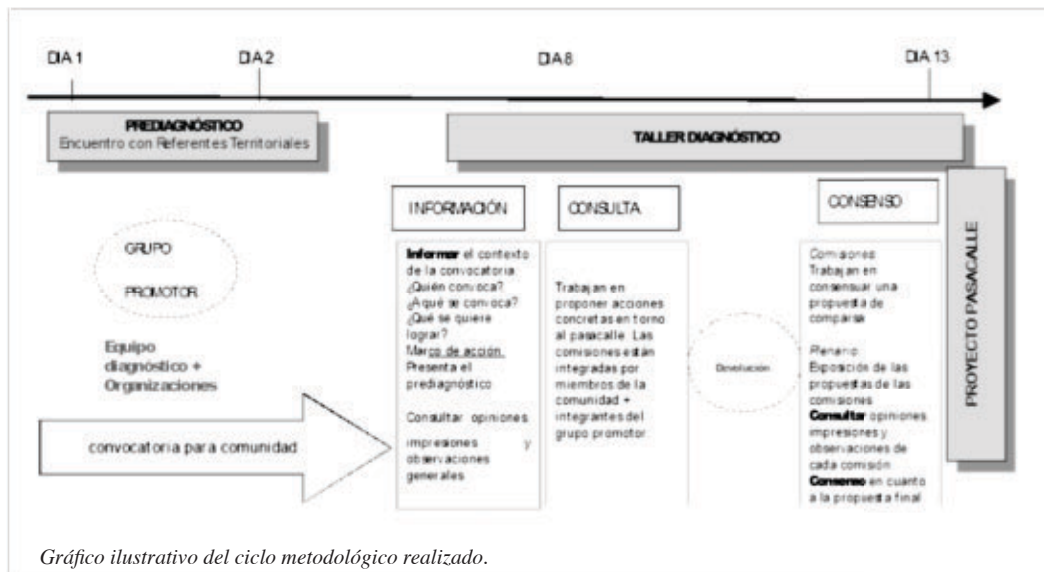 DIA 1
DIA 2
DIA 8
DIA 13
PREDIAGNÓSTICO
Encuentro con Referentes Territoriales
TALLER DIAGNÓSTICO
GRUPO
PROMOTOR
Equipo
diagnóstico +
Organizaciones
convocatoria para comunidad
INFORMACIÓN
Informar el contexto
de la convocatoria.
¿Quién convoca?
¿A qué se convoca?
¿Qué se quiere
lograr?
Marco de acción.
Presenta el
prediagnóstico
Consultar opiniones
impresiones y
observaciones
generales
CONSULTA
Trabajan en
proponer acciones
concretas en torno
al pasacalle. Las
comisiones están
integradas por
miembros de la
comunidad +
integrantes del
grupo promotor
Devolución
CONSENSO
Comisiones
Trabajan en
consensuar una
propuesta de
comparsa
Plenario
Exposición de las
propuestas de las
comisiones
Consultar opiniones
impresiones y
observaciones de
cada comisión
Consenso en cuanto
a la propuesta final
PROYECTO PASACALLE
Gráfico ilustrativo del ciclo metodológico realizado.